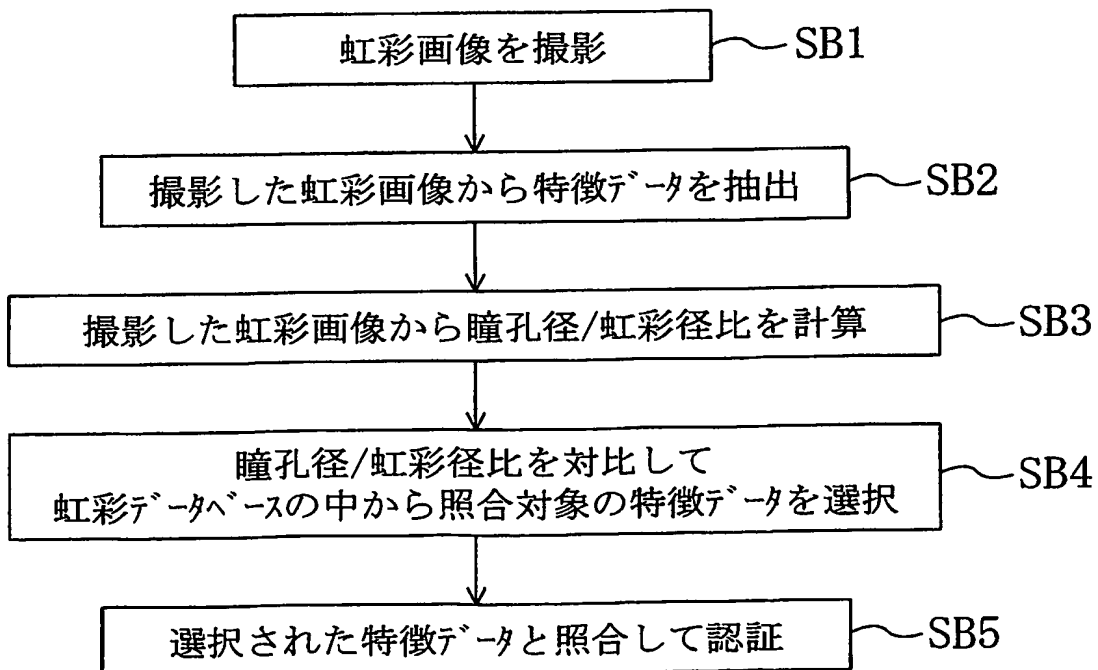 虹彩画像を撮影 SB1
撮影した虹彩画像から特徴ﾃﾞｰﾀを抽出 SB2
撮影した虹彩画像から瞳孔径/虹彩径比を計算 SB3
瞳孔径/虹彩径比を対比して
虹彩ﾃﾞｰﾀﾍﾞｰｽの中から照合対象の特徴ﾃﾞｰﾀを選択 SB4
選択された特徴ﾃﾞｰﾀと照合して認証 SB5